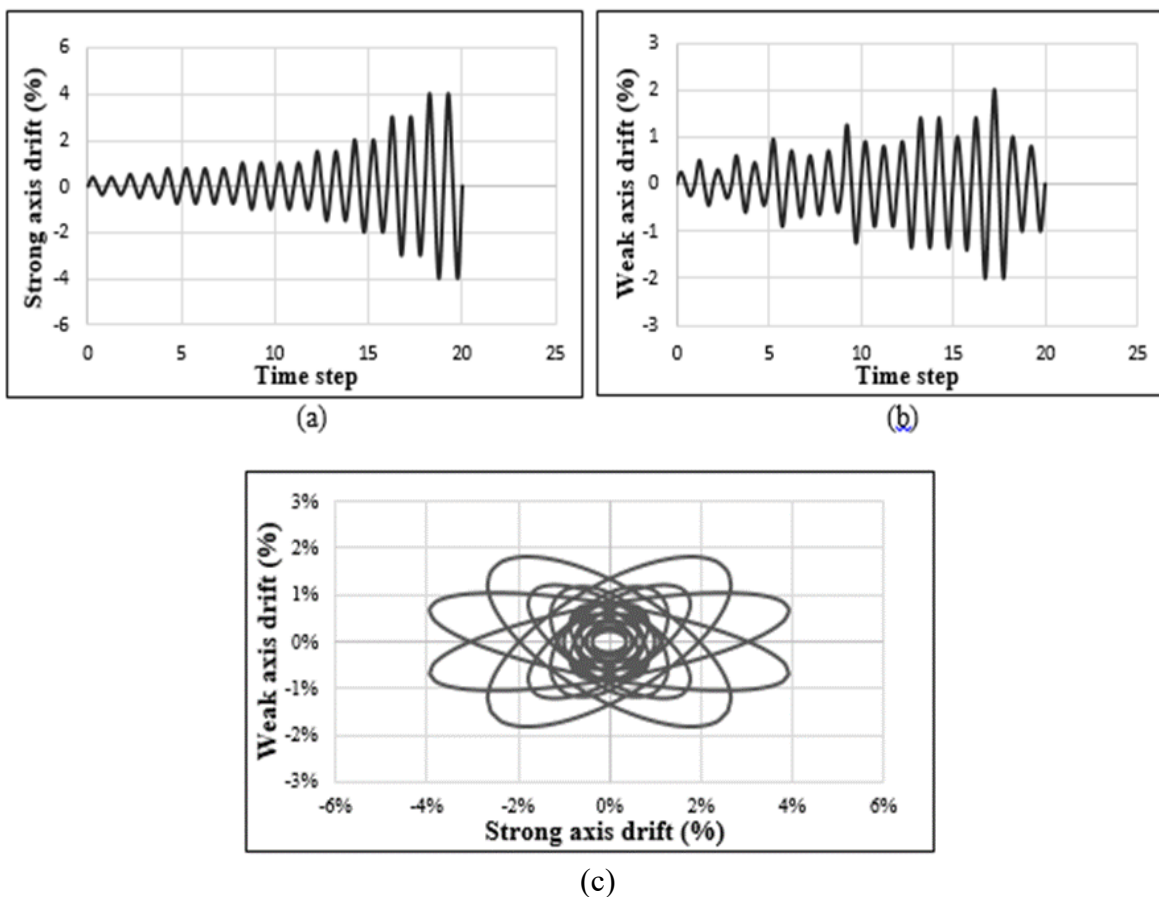 6
4
2
0
-2
-4
-6
Strong axis drift (%)
0 5 10 15 20 25
Time step
(a)
3
2
1
0
-1
-2
-3
Weak axis drift (%)
0 5 10 15 20 25
Time step
(b)
3%
2%
1%
0%
-1%
-2%
-3%
Weak axis drift (%)
-6% -4% -2% 0% 2% 4% 6%
Strong axis drift (%)
(c)